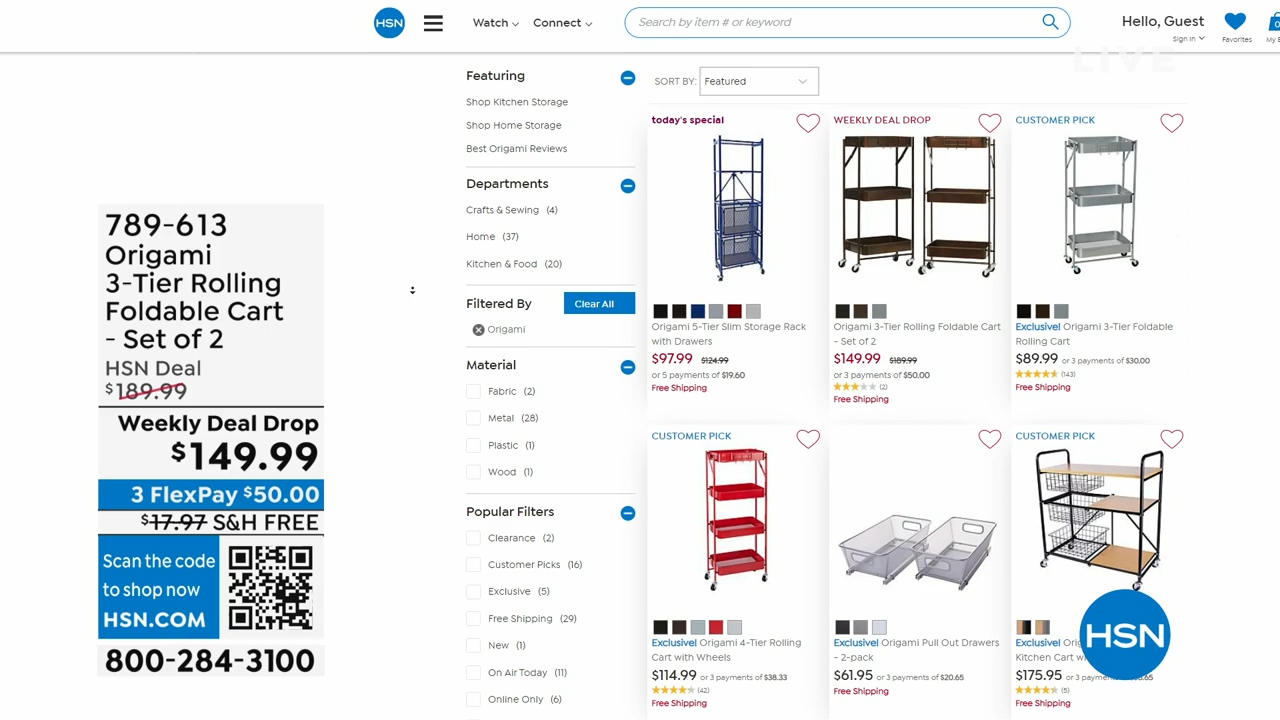 HSN
Watch
Connect
Search by item # or keyword
Hello, Guest
Sign In
Favorites
0
LIVE
789-613
Origami
3-Tier Rolling
Foldable Cart
- Set of 2
HSN Deal
$189.99
Weekly Deal Drop
$149.99
3 FlexPay $50.00
$17.97 S&H FREE
Scan the code
to shop now
HSN.COM
800-284-3100
Featuring
Shop Kitchen Storage
Shop Home Storage
Best Origami Reviews
Departments
Crafts & Sewing (4)
Home (37)
Kitchen & Food (20)
Filtered By
Clear All
Origami
Material
Fabric (2)
Metal (28)
Plastic (1)
Wood (1)
Popular Filters
Clearance (2)
Customer Picks (16)
Exclusive (5)
Free Shipping (29)
New (1)
On Air Today (11)
Online Only (6)
SORT BY: Featured
today's special
Origami 5-Tier Slim Storage Rack
with Drawers
$97.99 $124.99
or 5 payments of $19.60
Free Shipping
WEEKLY DEAL DROP
Origami 3-Tier Rolling Foldable Cart
- Set of 2
$149.99 $189.99
or 3 payments of $50.00
(2)
Free Shipping
CUSTOMER PICK
Exclusive! Origami 3-Tier Foldable
Rolling Cart
$89.99 or 3 payments of $30.00
(143)
Free Shipping
CUSTOMER PICK
Exclusive! Origami 4-Tier Rolling
Cart with Wheels
$114.99 or 3 payments of $38.33
(42)
Free Shipping
Exclusive! Origami Pull Out Drawers
- 2-pack
$61.95 or 3 payments of $20.65
Free Shipping
CUSTOMER PICK
Exclusive!
Kitchen Cart
$175.95 or 3
(5)
Free Shipping
HSN